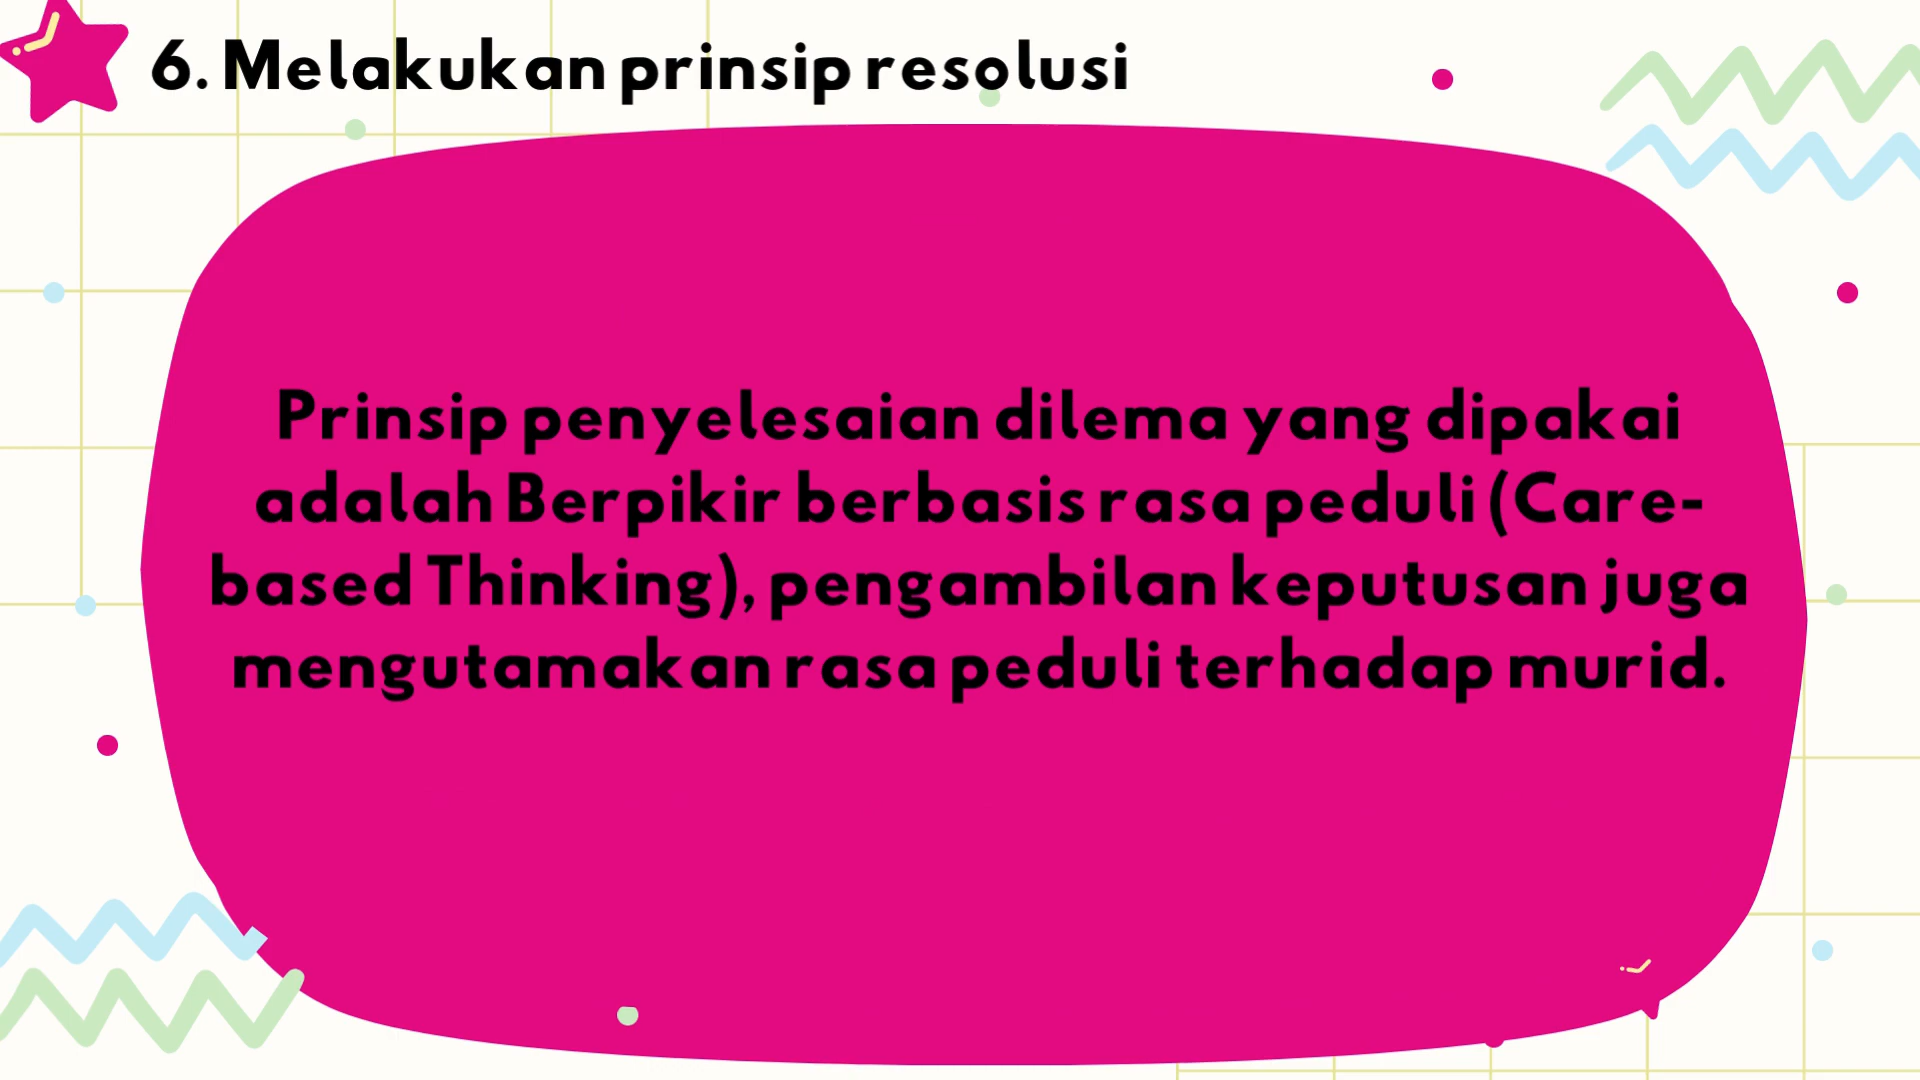 6. Melakukan prinsip resolusi
Prinsip penyelesaian dilema yang dipakai
adalah Berpikir berbasis rasa peduli (Care-
based Thinking), pengambilan keputusan juga
mengutamakan rasa peduli terhadap murid.